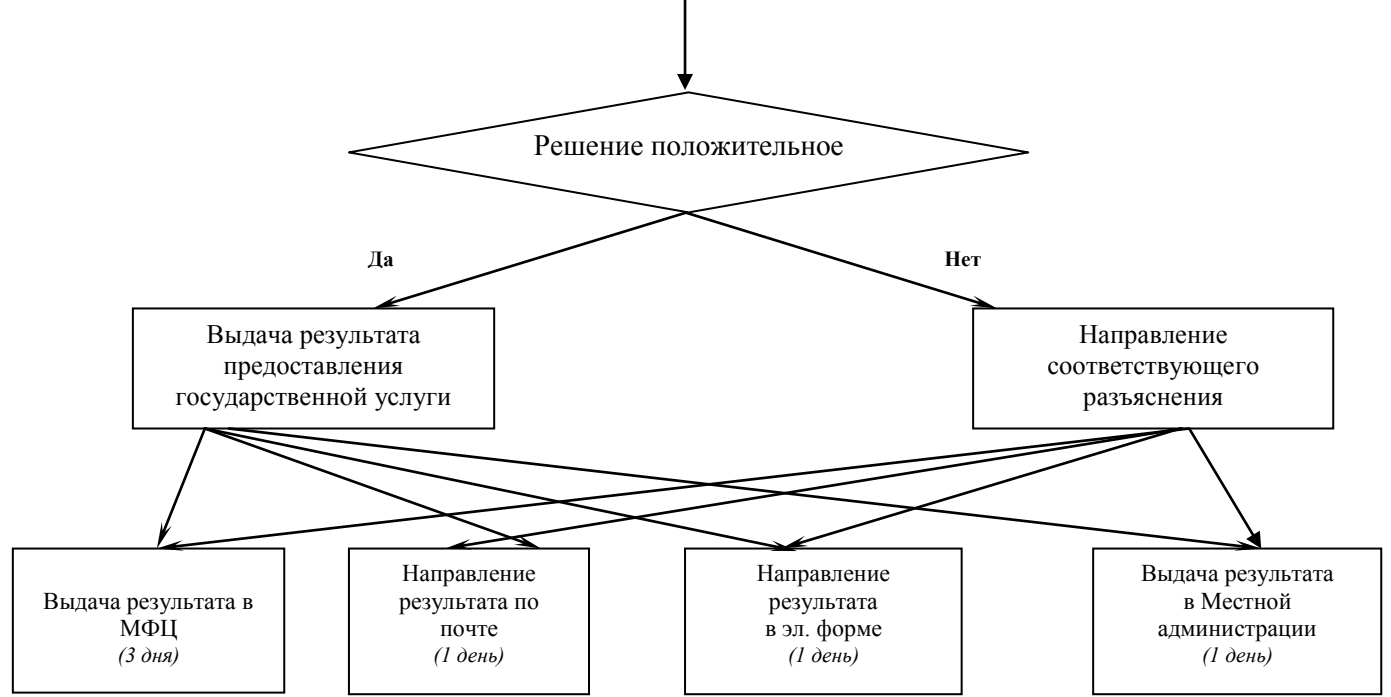 Решение положительное
Да
Нет
Выдача результата
предоставления
государственной услуги
Направление
соответствующего
разъяснения
Выдача результата в
МФЦ
(3 дня)
Направление
результата по
почте
(1 день)
Направление
результата
в эл. форме
(1 день)
Выдача результата
в Местной
администрации
(1 день)